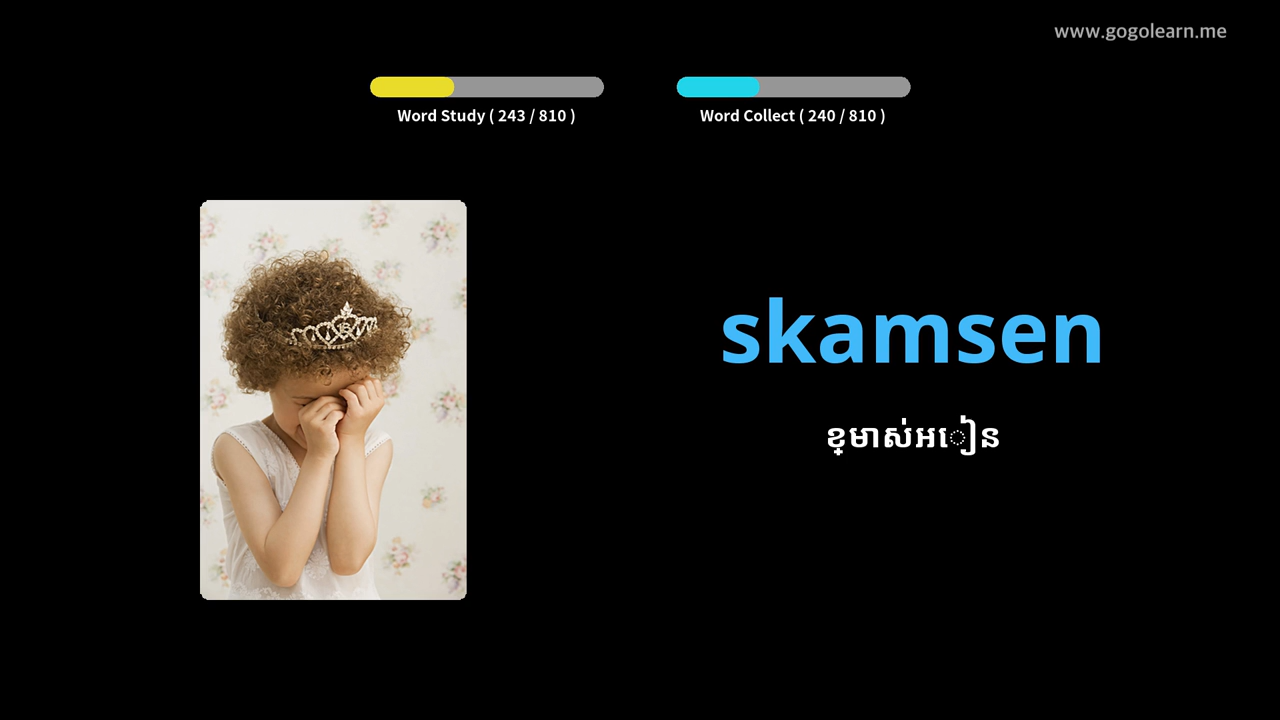 www.gogolearn.me
Word Study ( 243 / 810 )
Word Collect ( 240 / 810 )
skamsen
ខ្មាស់អៀន